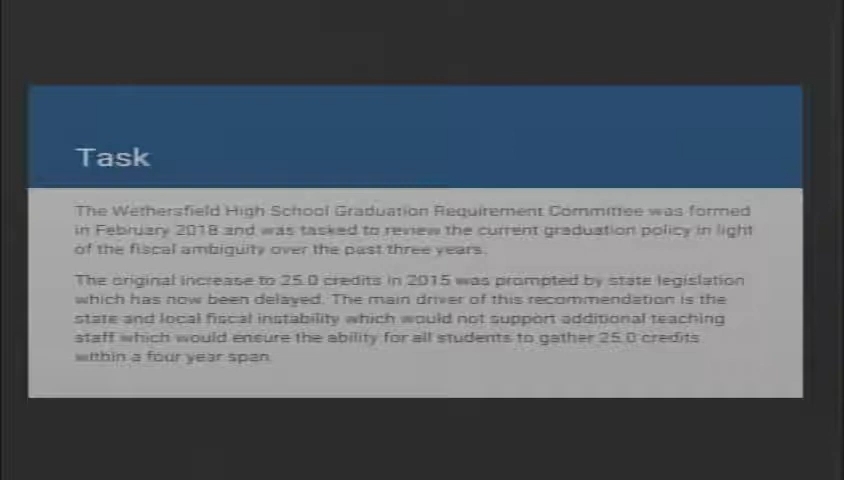 Task
The Wethersfield High School Graduation Requirement Committee was formed
in February 2018 and was tasked to review the current graduation policy in light
of the fiscal ambiguity over the past three years.
The original increase to 25.0 credits in 2015 was prompted by state legislation
which has now been delayed. The main driver of this recommendation is the
state and local fiscal instability which would not support additional teaching
staff which would ensure the ability for all students to gather 25.0 credits
within a four year span.